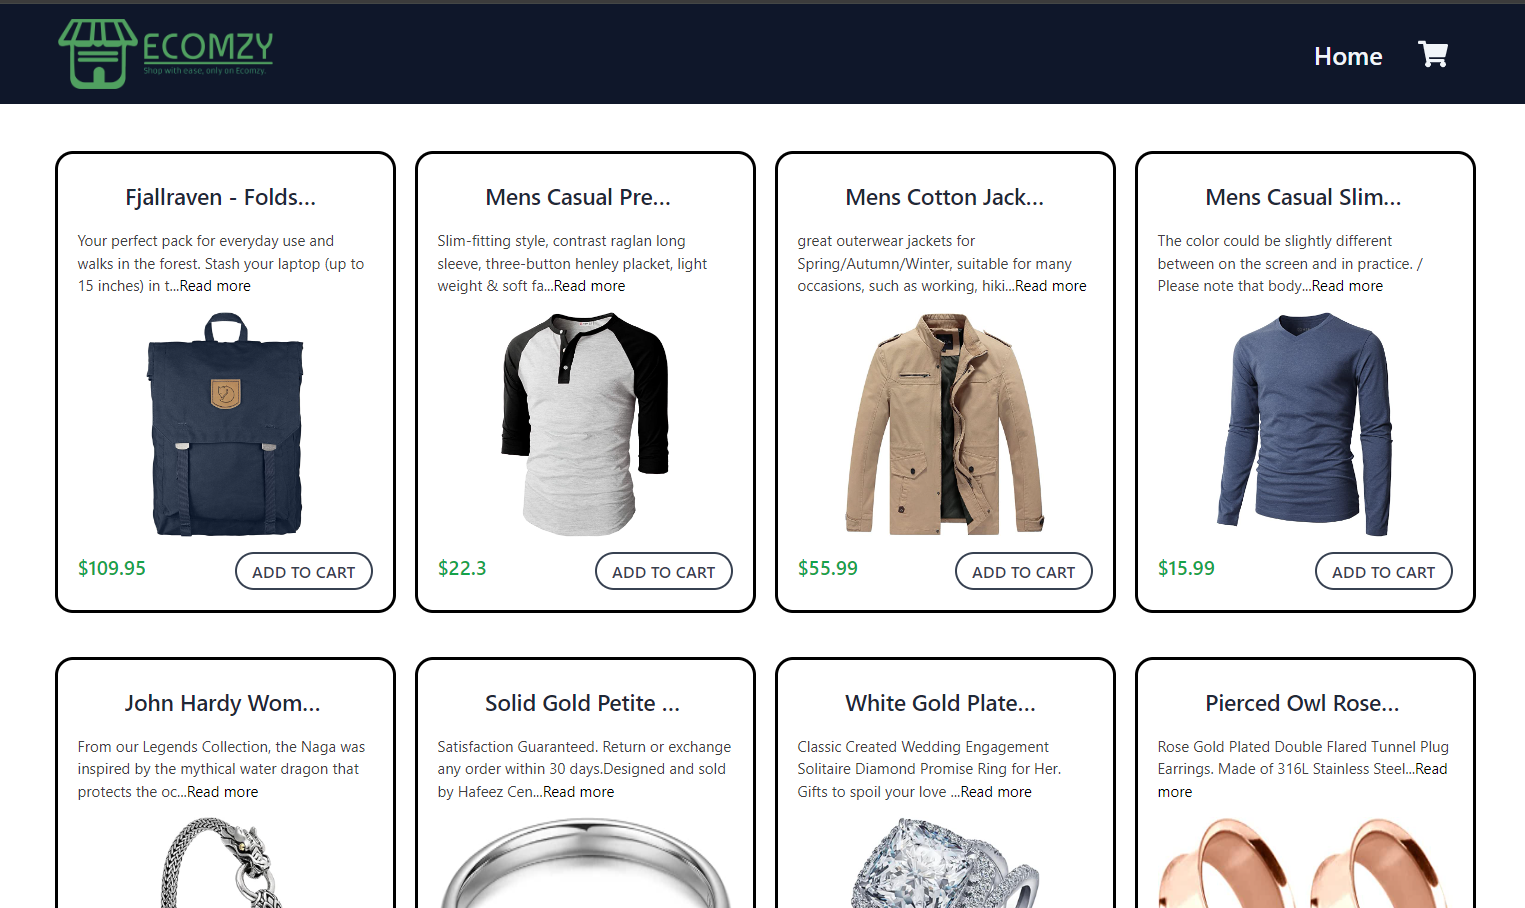 ECOMZY
Shop with ease, only on Ecomzy.
Home
Fjallraven - Folds...
Your perfect pack for everyday use and
walks in the forest. Stash your laptop (up to
15 inches) in t...Read more
$109.95
ADD TO CART
Mens Casual Pre...
Slim-fitting style, contrast raglan long
sleeve, three-button henley placket, light
weight & soft fa...Read more
$22.3
ADD TO CART
Mens Cotton Jack...
great outerwear jackets for
Spring/Autumn/Winter, suitable for many
occasions, such as working, hiki...Read more
$55.99
ADD TO CART
Mens Casual Slim...
The color could be slightly different
between on the screen and in practice. /
Please note that body...Read more
$15.99
ADD TO CART
John Hardy Wom...
From our Legends Collection, the Naga was
inspired by the mythical water dragon that
protects the oc...Read more
Solid Gold Petite ...
Satisfaction Guaranteed. Return or exchange
any order within 30 days.Designed and sold
by Hafeez Cen...Read more
White Gold Plate...
Classic Created Wedding Engagement
Solitaire Diamond Promise Ring for Her.
Gifts to spoil your love ...Read more
Pierced Owl Rose...
Rose Gold Plated Double Flared Tunnel Plug
Earrings. Made of 316L Stainless Steel...Read
more